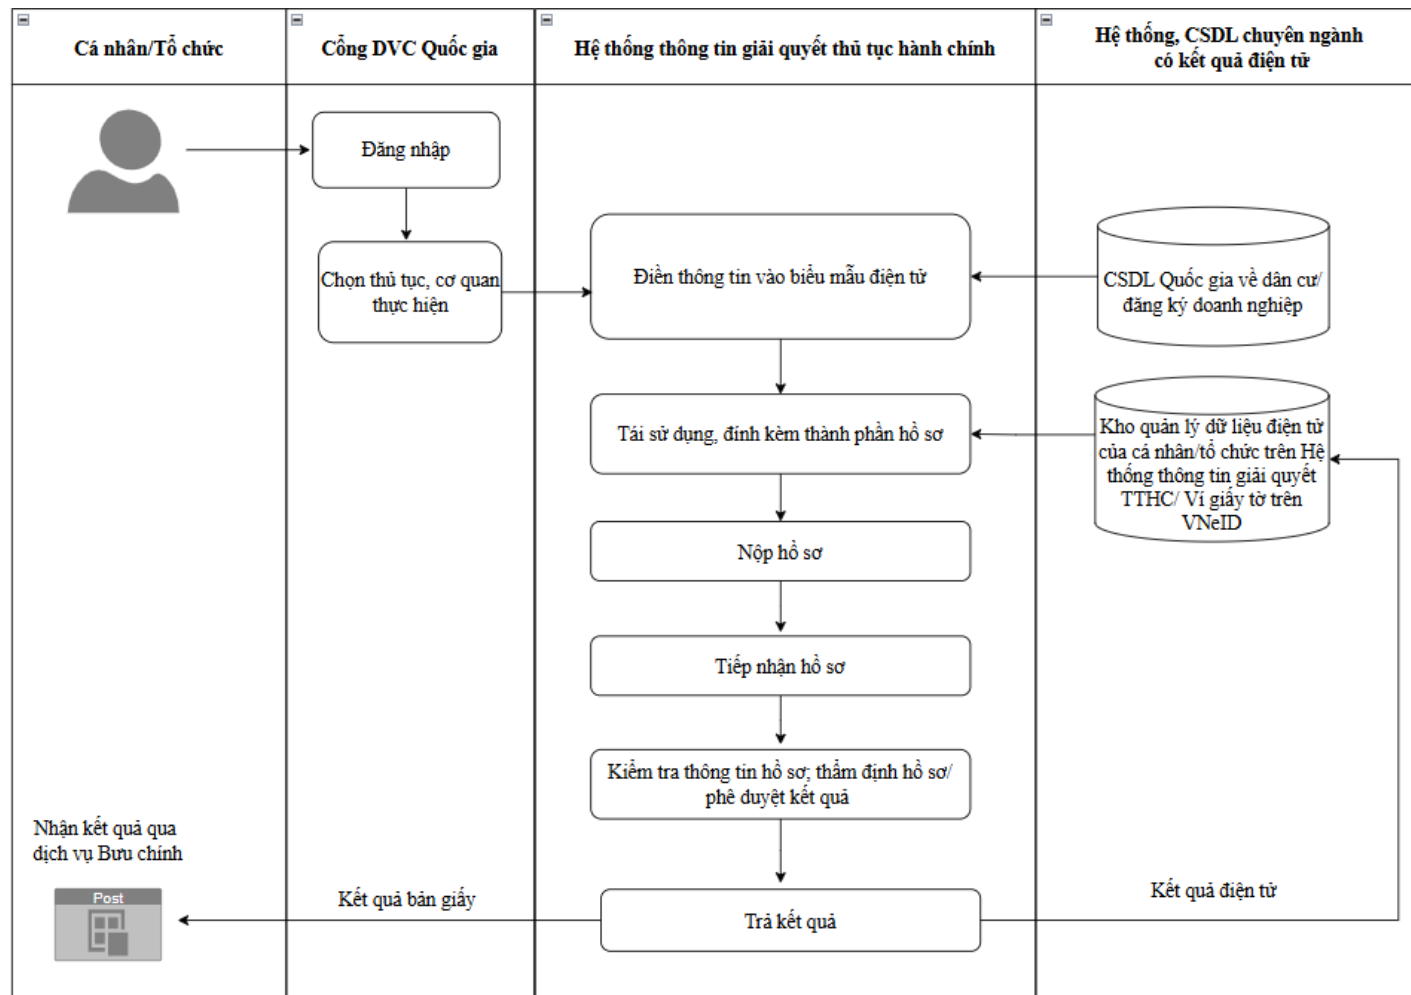 Cá nhân/Tổ chức
Cổng DVC Quốc gia
Hệ thống thông tin giải quyết thủ tục hành chính
Hệ thống, CSDL chuyên ngành
có kết quả điện tử
Đăng nhập
Chọn thủ tục, cơ quan
thực hiện
Điền thông tin vào biểu mẫu điện tử
CSDL Quốc gia về dân cư/
đăng ký doanh nghiệp
Tái sử dụng, đính kèm thành phần hồ sơ
Kho quản lý dữ liệu điện tử
của cá nhân/tổ chức trên Hệ
thống thông tin giải quyết
TTHC/ Ví giấy tờ trên
VNeID
Nộp hồ sơ
Tiếp nhận hồ sơ
Kiểm tra thông tin hồ sơ; thẩm định hồ sơ/
phê duyệt kết quả
Nhận kết quả qua
dịch vụ Bưu chính
Post
Kết quả bản giấy
Trả kết quả
Kết quả điện tử